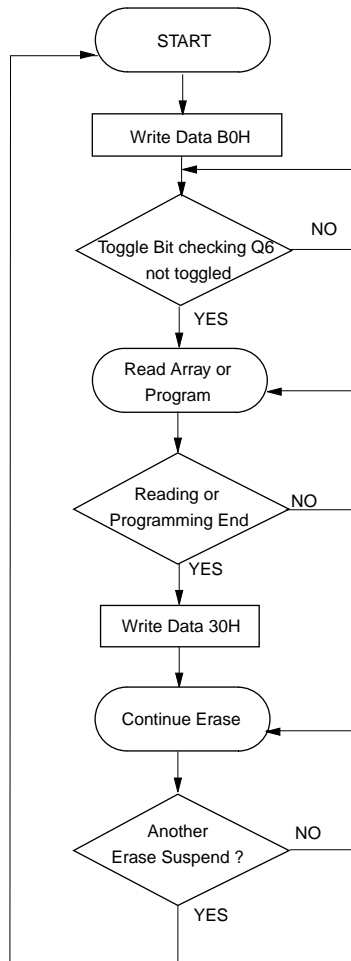 START
Write Data B0H
Toggle Bit checking Q6
not toggled
NO
YES
Read Array or
Program
Reading or
Programming End
NO
YES
Write Data 30H
Continue Erase
Another
Erase Suspend ?
NO
YES